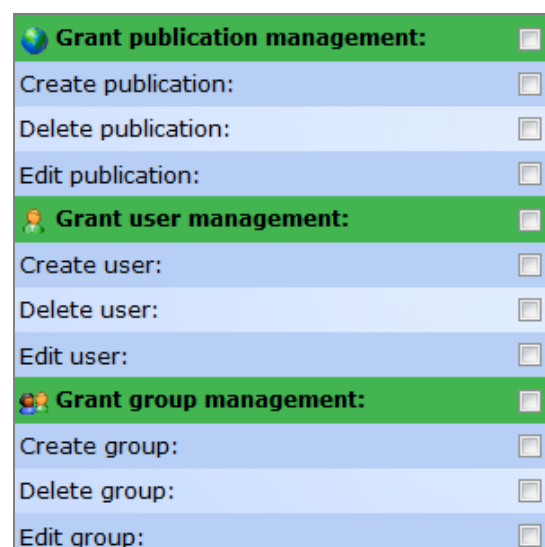 Grant publication management:
Create publication:
Delete publication:
Edit publication:
Grant user management:
Create user:
Delete user:
Edit user:
Grant group management:
Create group:
Delete group:
Edit group: